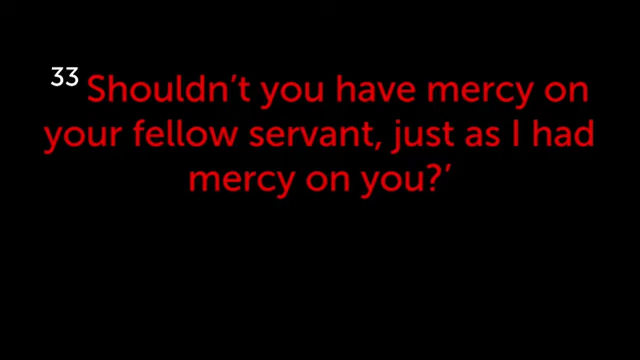 33 Shouldn’t you have mercy on
your fellow servant, just as I had
mercy on you?’